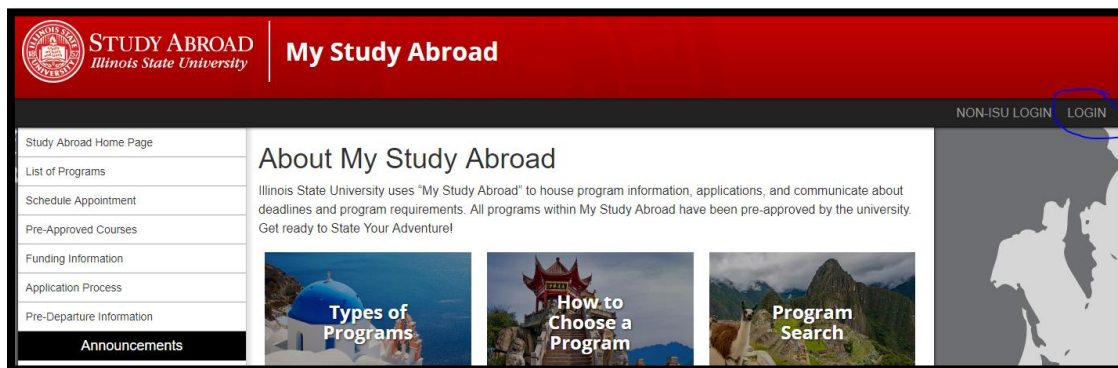 STUDY ABROAD
Illinois State University
My Study Abroad
NON-ISU LOGIN
LOGIN
Study Abroad Home Page
List of Programs
Schedule Appointment
Pre-Approved Courses
Funding Information
Application Process
Pre-Departure Information
Announcements
About My Study Abroad
Illinois State University uses “My Study Abroad” to house program information, applications, and communicate about
deadlines and program requirements. All programs within My Study Abroad have been pre-approved by the university.
Get ready to State Your Adventure!
Types of
Programs
How to
Choose a
Program
Program
Search